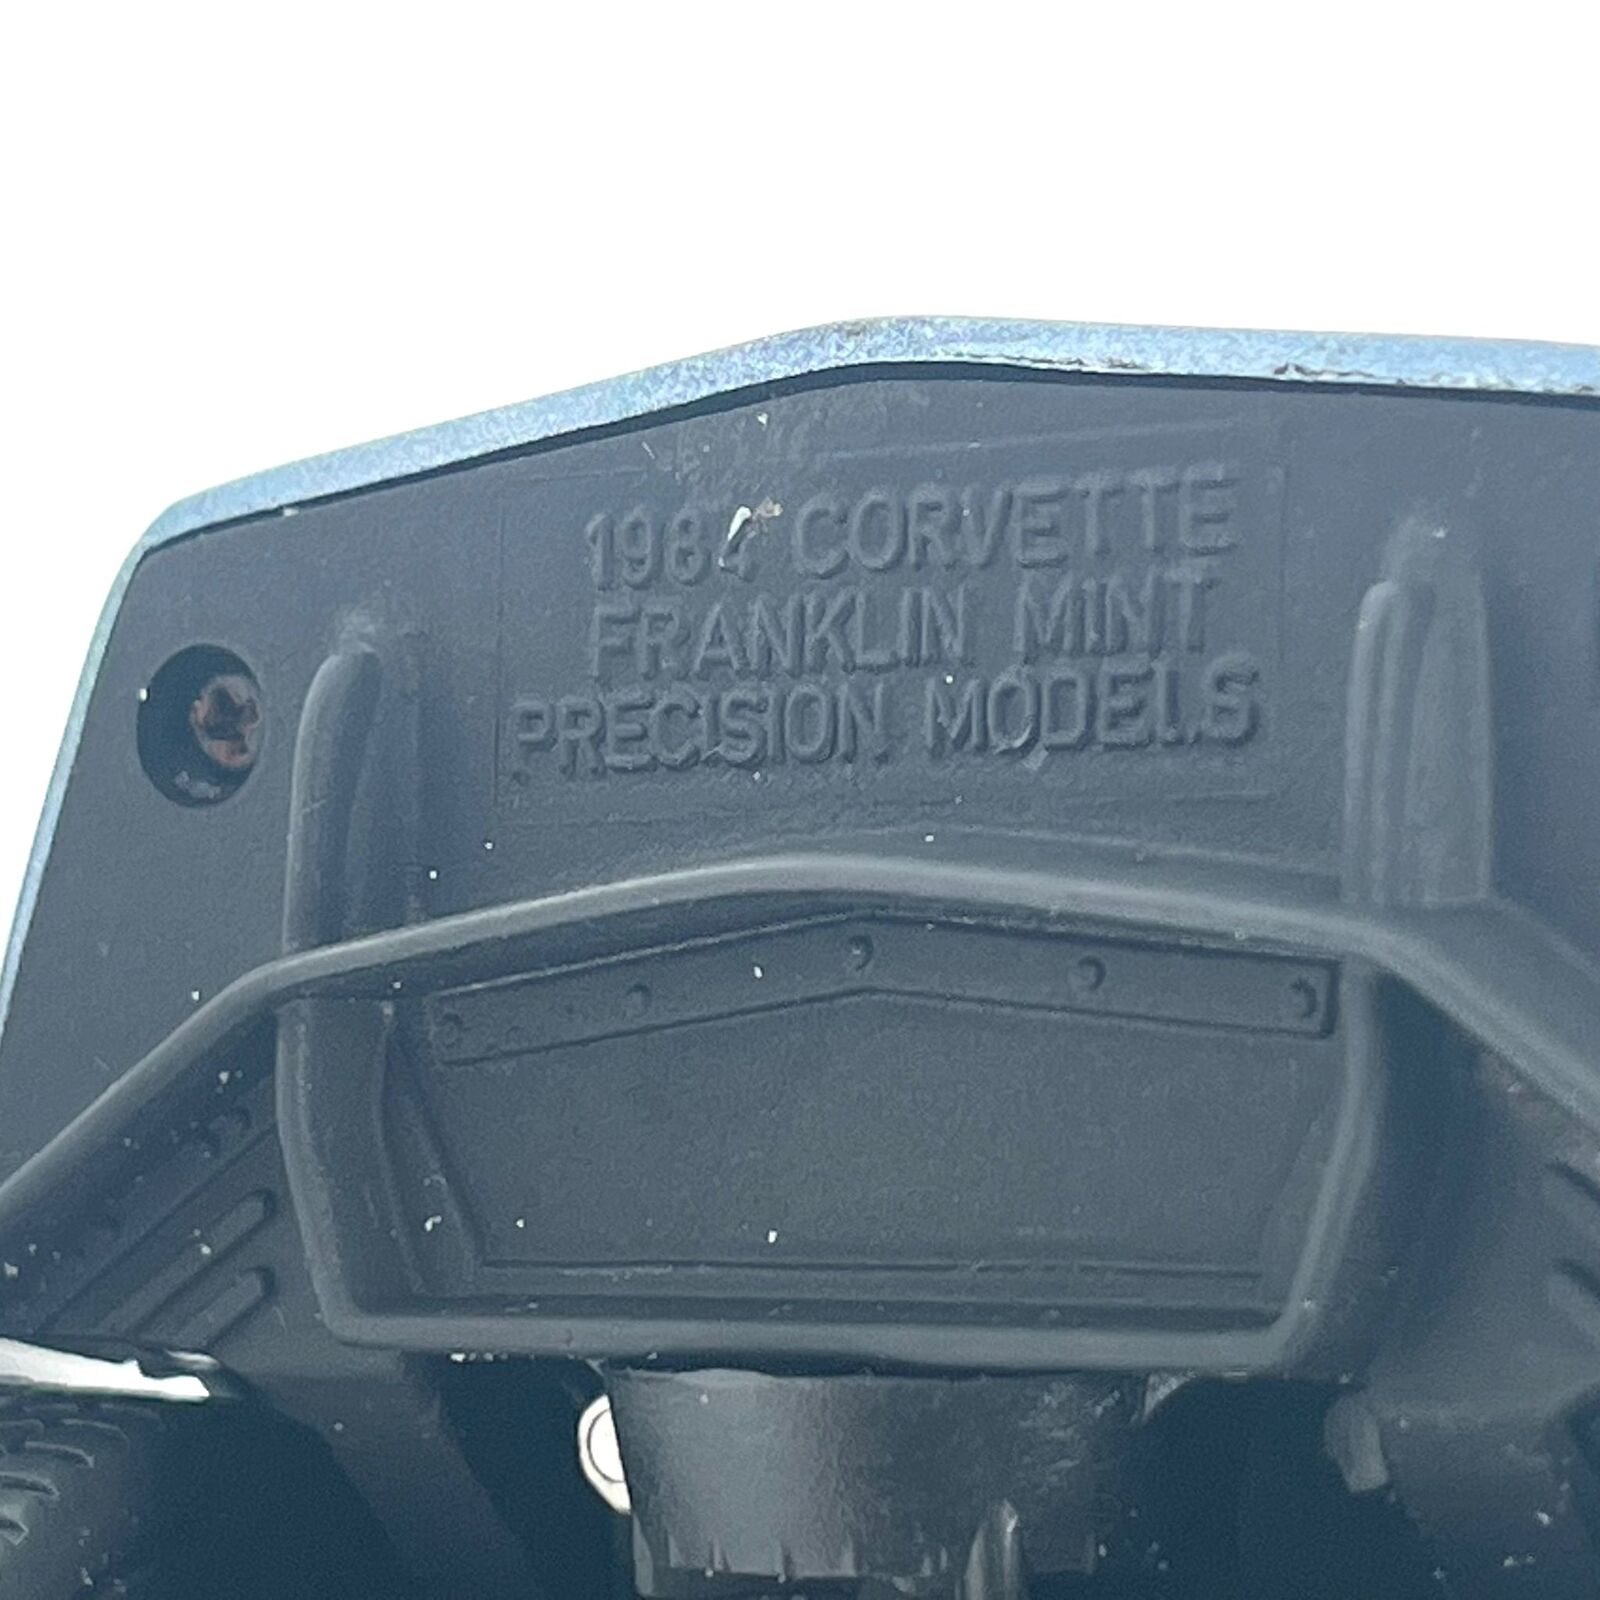 1984 CORVETTE
FRANKLIN MINT
PRECISION MODELS